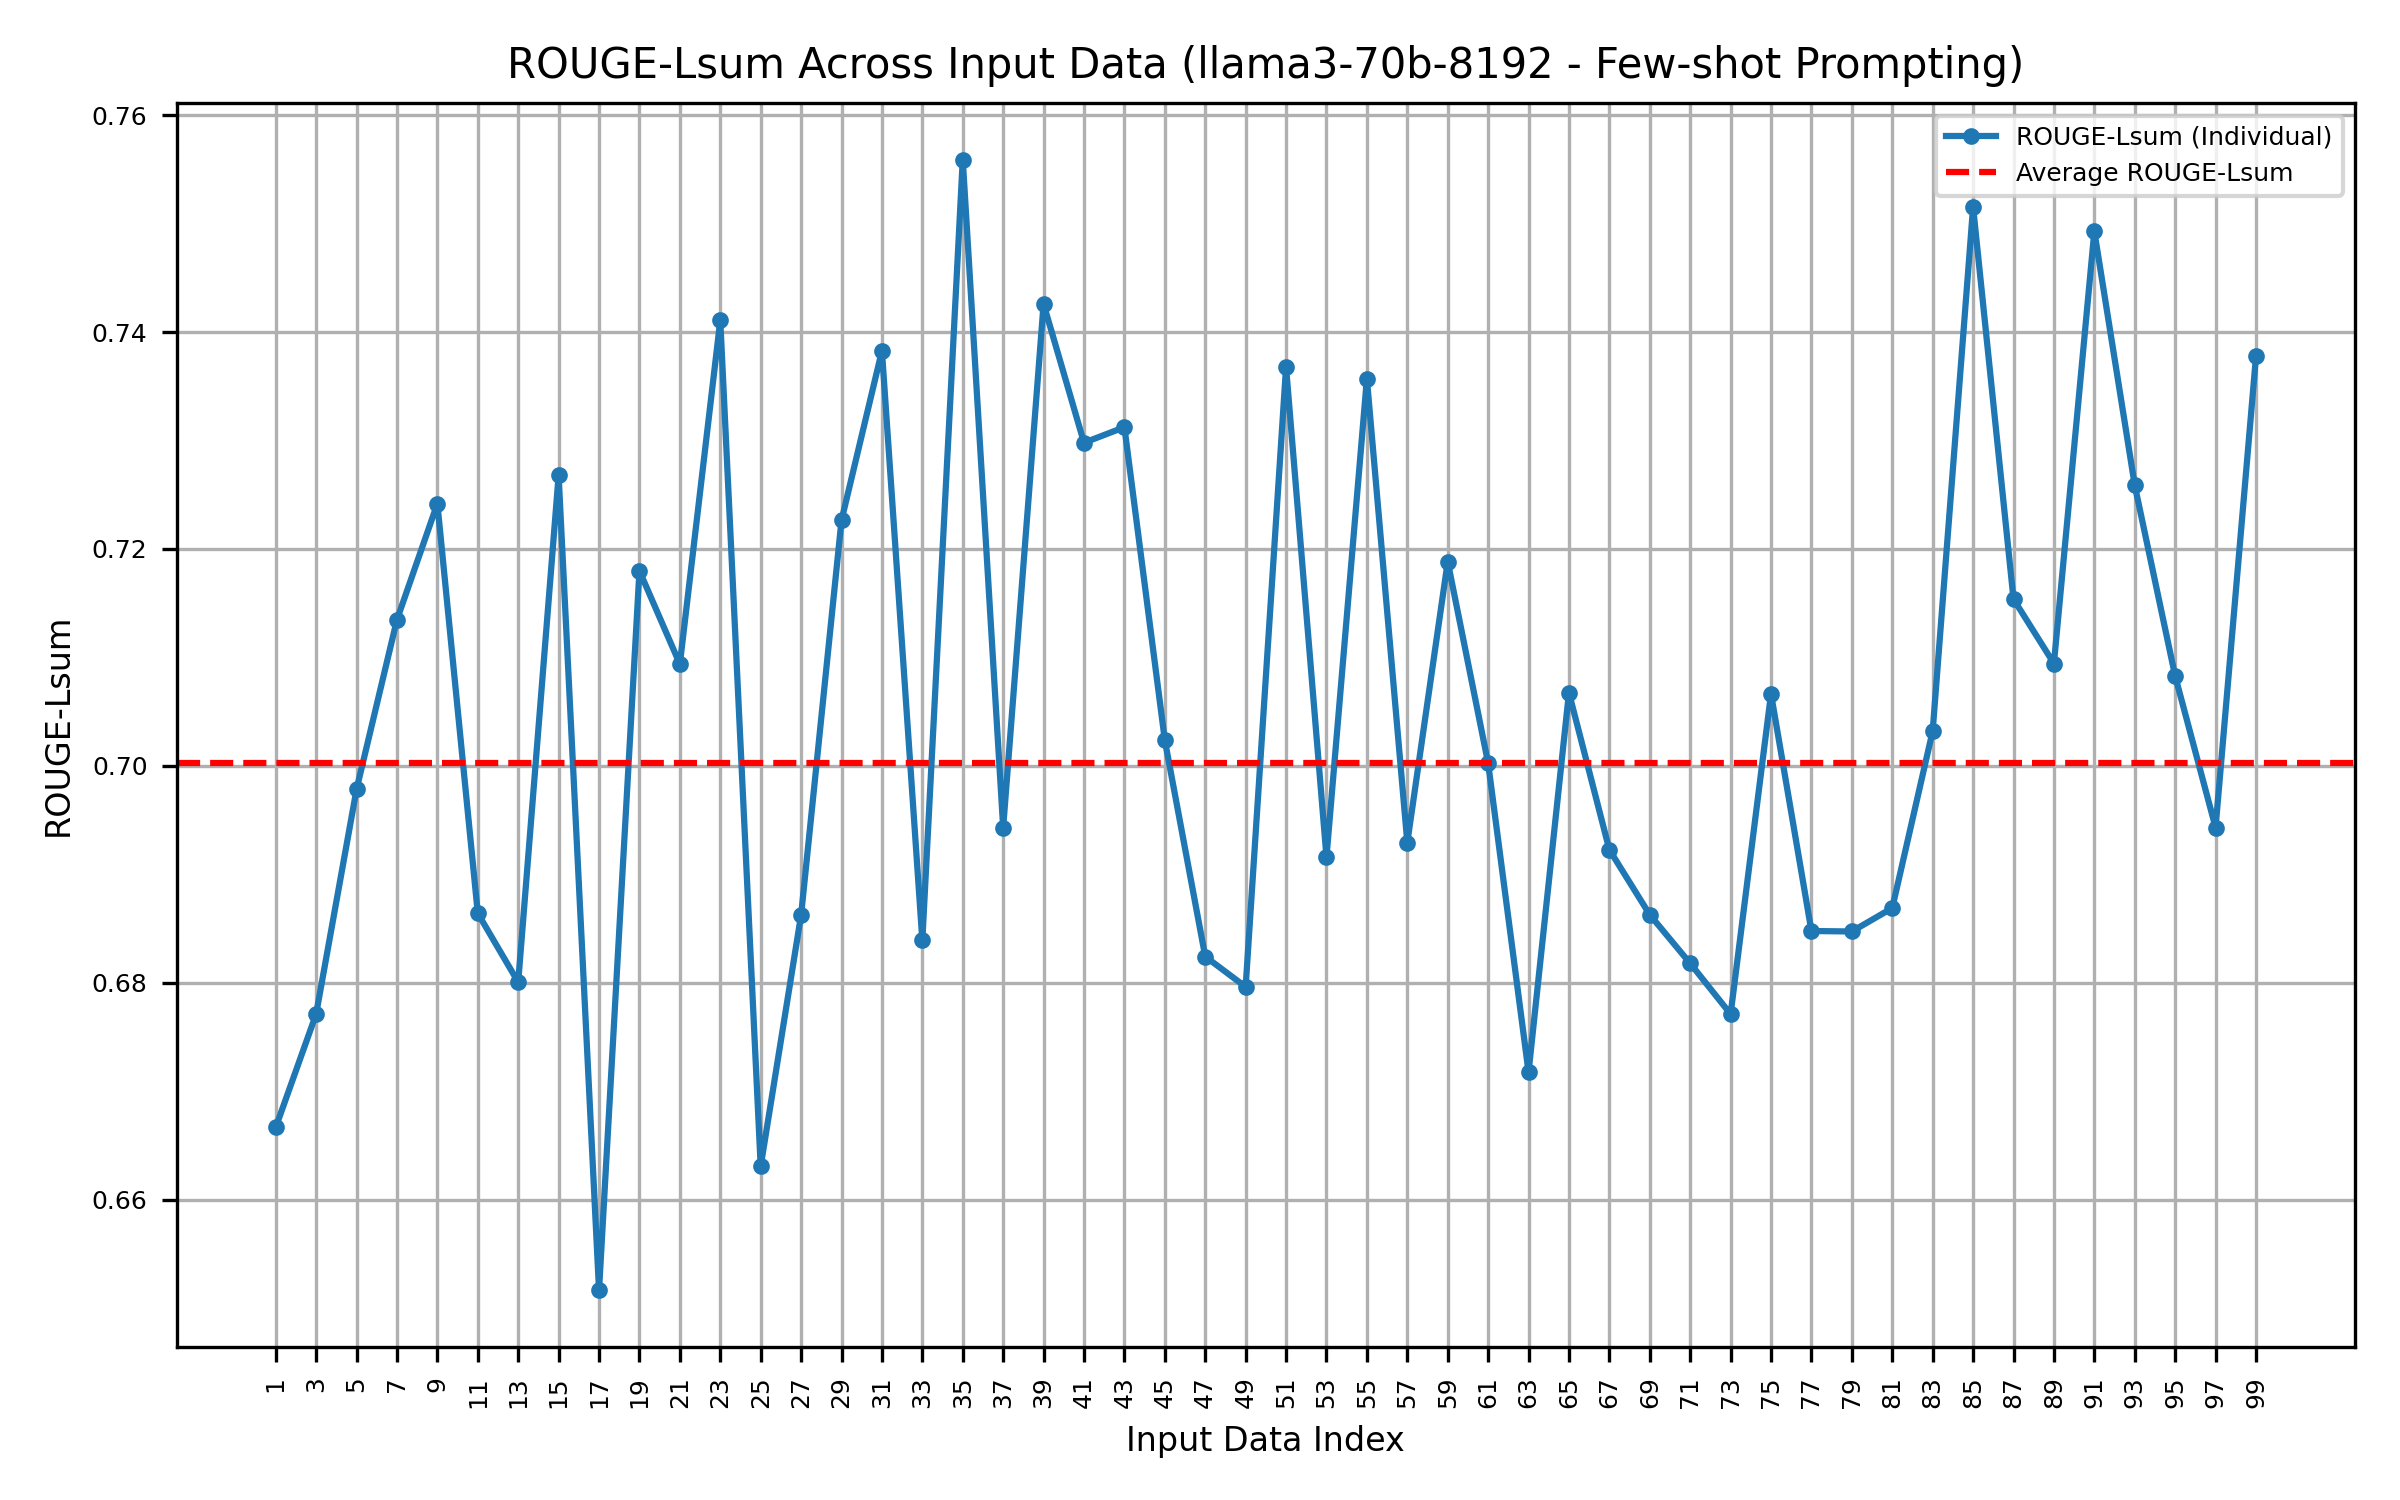 ROUGE-Lsum Across Input Data (llama3-70b-8192 - Few-shot Prompting)
ROUGE-Lsum (Individual)
Average ROUGE-Lsum
ROUGE-Lsum
0.76
0.74
0.72
0.70
0.68
0.66
1 3 5 7 9 11 13 15 17 19 21 23 25 27 29 31 33 35 37 39 41 43 45 47 49 51 53 55 57 59 61 63 65 67 69 71 73 75 77 79 81 83 85 87 89 91 93 95 97 99
Input Data Index